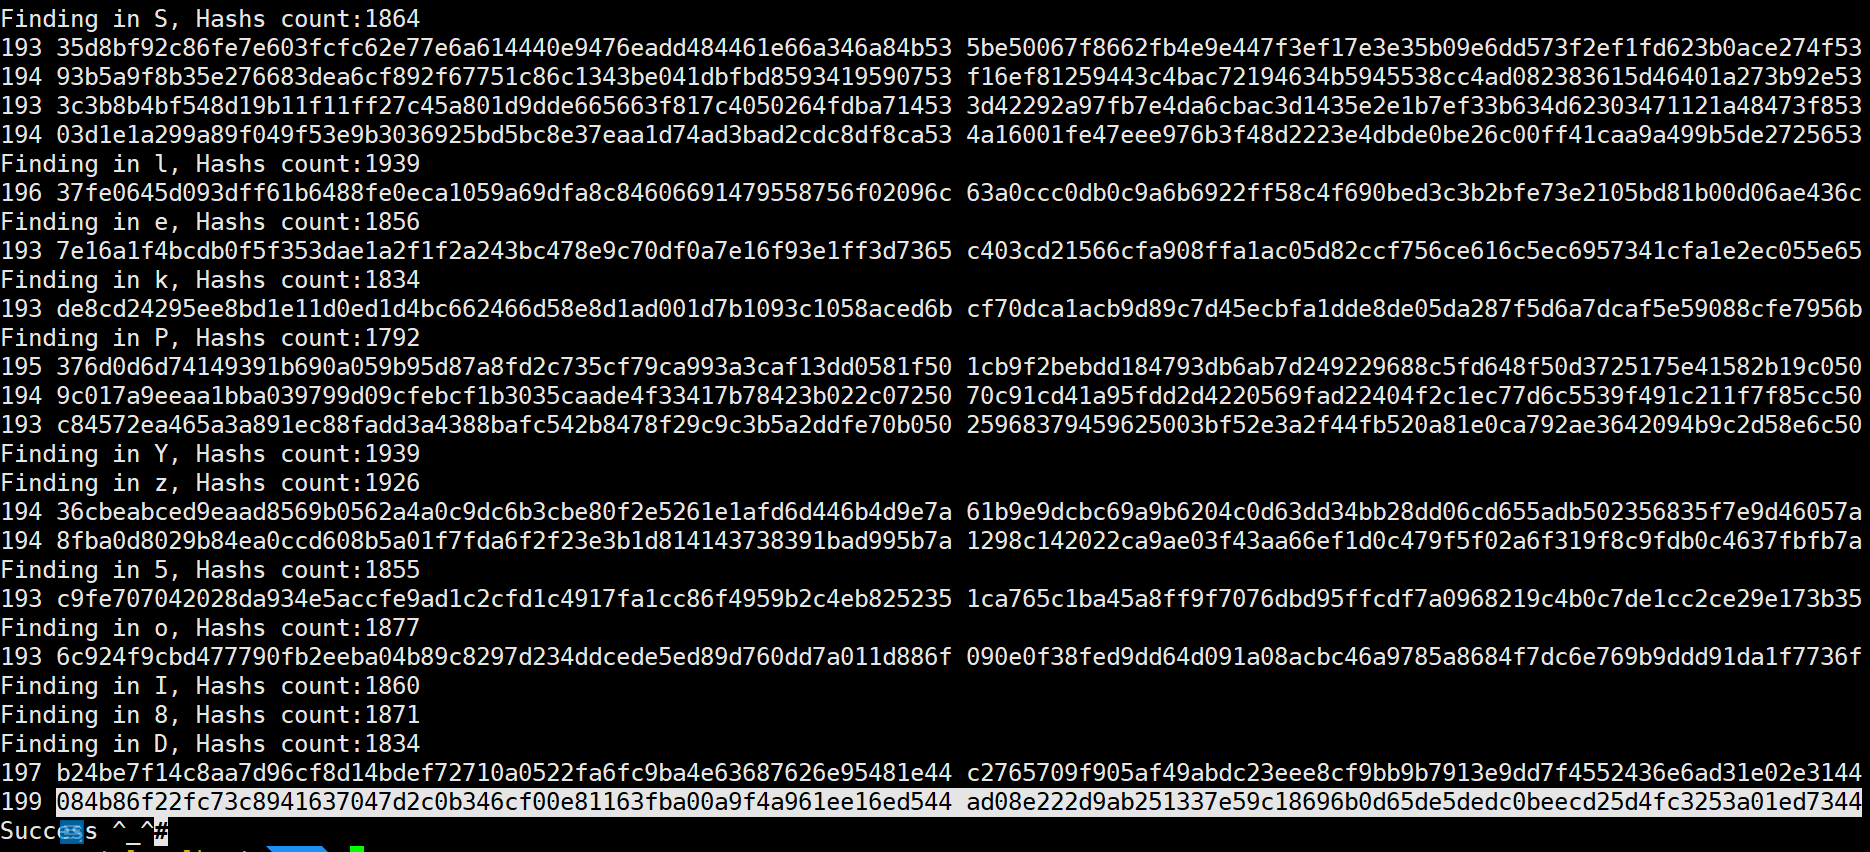 Finding in S, Hashs count:1864
193 35d8bf92c86fe7e603fcfc62e77e6a614440e9476eadd484461e66a346a84b53 5be50067f8662fb4e9e447f3ef17e3e35b09e6dd573f2ef1fd623b0ace274f53
194 93b5a9f8b35e276683dea6cf892f67751c86c1343be041dbfbd8593419590753 f16ef81259443c4bac72194634b5945538cc4ad082383615d46401a273b92e53
193 3c3b8b4bf548d19b11f11ff27c45a801d9dde665663f817c4050264fdba71453 3d42292a97fb7e4da6cbac3d1435e2e1b7ef33b634d62303471121a48473f853
194 03d1e1a299a89f049f53e9b3036925bd5bc8e37eaa1d74ad3bad2cdc8df8ca53 4a16001fe47eee976b3f48d2223e4dbde0be26c00ff41caa9a499b5de2725653
Finding in l, Hashs count:1939
196 37fe0645d093dff61b6488fe0eca1059a69dfa8c84606691479558756f02096c 63a0ccc0db0c9a6b6922ff58c4f690bed3c3b2bfe73e2105bd81b00d06ae436c
Finding in e, Hashs count:1856
193 7e16a1f4bcdb0f5f353dae1a2f1f2a243bc478e9c70df0a7e16f93e1ff3d7365 c403cd21566cfa908ffa1ac05d82ccf756ce616c5ec6957341cfa1e2ec055e65
Finding in k, Hashs count:1834
193 de8cd24295ee8bd1e11d0ed1d4bc662466d58e8d1ad001d7b1093c1058aced6b cf70dca1acb9d89c7d45ecbfa1dde8de05da287f5d6a7dcaf5e59088cfe7956b
Finding in P, Hashs count:1792
195 376d0d6d74149391b690a059b95d87a8fd2c735cf79ca993a3caf13dd0581f50 1cb9f2bebdd184793db6ab7d249229688c5fd648f50d3725175e41582b19c050
194 9c017a9eeaa1bba039799d09cfebcf1b3035caade4f33417b78423b022c07250 70c91cd41a95fdd2d4220569fad22404f2c1ec77d6c5539f491c211f7f85cc50
193 c84572ea465a3a891ec88fadd3a4388bafc542b8478f29c9c3b5a2ddfe70b050 25968379459625003bf52e3a2f44fb520a81e0ca792ae3642094b9c2d58e6c50
Finding in Y, Hashs count:1939
Finding in z, Hashs count:1926
194 36cbeabced9eaad8569b0562a4a0c9dc6b3cbe80f2e5261e1afd6d446b4d9e7a 61b9e9dcbc69a9b6204c0d63dd34bb28dd06cd655adb502356835f7e9d46057a
194 8fba0d8029b84ea0ccd608b5a01f7fda6f2f23e3b1d814143738391bad995b7a 1298c142022ca9ae03f43aa66ef1d0c479f5f02a6f319f8c9fdb0c4637fbfb7a
Finding in 5, Hashs count:1855
193 c9fe707042028da934e5accfe9ad1c2cfd1c4917fa1cc86f4959b2c4eb825235 1ca765c1ba45a8ff9f7076dbd95ffcdf7a0968219c4b0c7de1cc2ce29e173b35
Finding in o, Hashs count:1877
193 6c924f9cbd477790fb2eeba04b89c8297d234ddcede5ed89d760dd7a011d886f 090e0f38fed9dd64d091a08acbc46a9785a8684f7dc6e769b9ddd91da1f7736f
Finding in I, Hashs count:1860
Finding in 8, Hashs count:1871
Finding in D, Hashs count:1834
197 b24be7f14c8aa7d96cf8d14bdef72710a0522fa6fc9ba4e63687626e95481e44 c2765709f905af49abdc23eee8cf9bb9b7913e9dd7f4552436e6ad31e02e3144
199 084b86f22fc73c8941637047d2c0b346cf00e81163fba00a9f4a961ee16ed544 ad08e222d9ab251337e59c18696b0d65de5dedc0beecd25d4fc3253a01ed7344
Success ^_^#